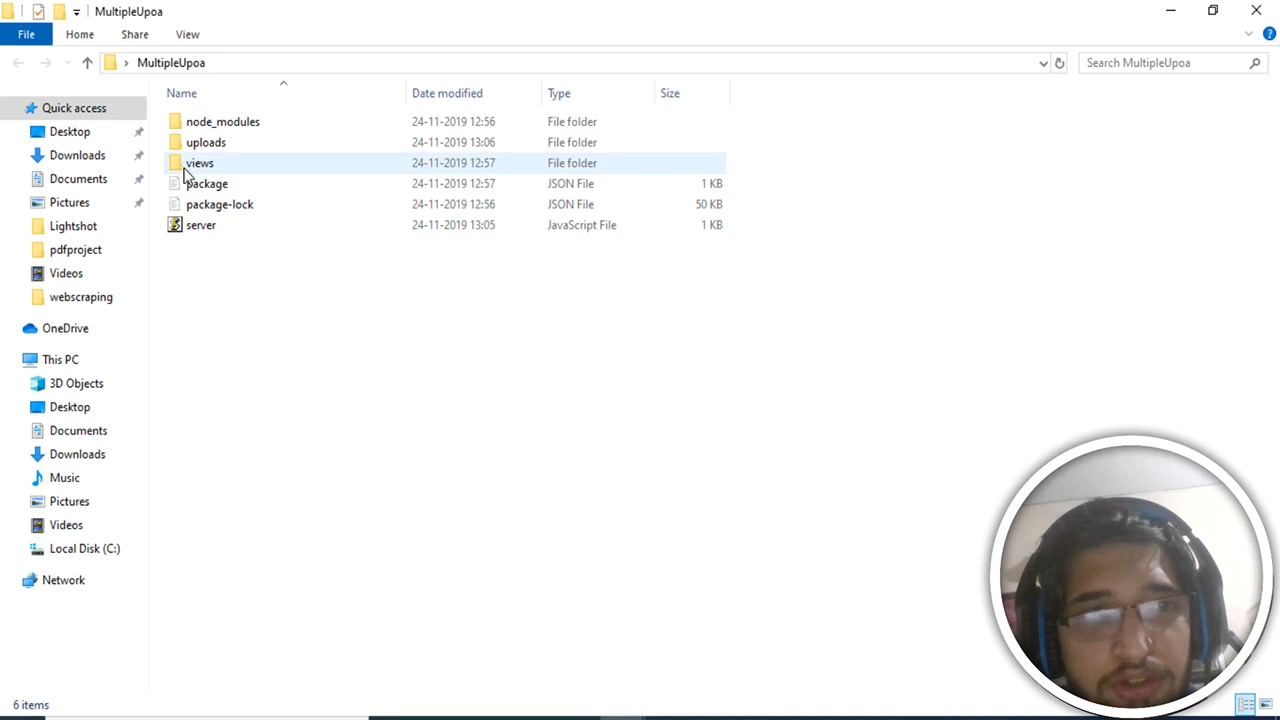 MultipleUpoa
File Home Share View
MultipleUpoa
Search MultipleUpoa
Name Date modified Type Size
Quick access
Desktop
Downloads
Documents
Pictures
Lightshot
pdfproject
Videos
webscraping
OneDrive
This PC
3D Objects
Desktop
Documents
Downloads
Music
Pictures
Videos
Local Disk (C:)
Network
node_modules 24-11-2019 12:56 File folder
uploads 24-11-2019 13:06 File folder
views 24-11-2019 12:57 File folder
package 24-11-2019 12:57 JSON File 1 KB
package-lock 24-11-2019 12:56 JSON File 50 KB
server 24-11-2019 13:05 JavaScript File 1 KB
6 items